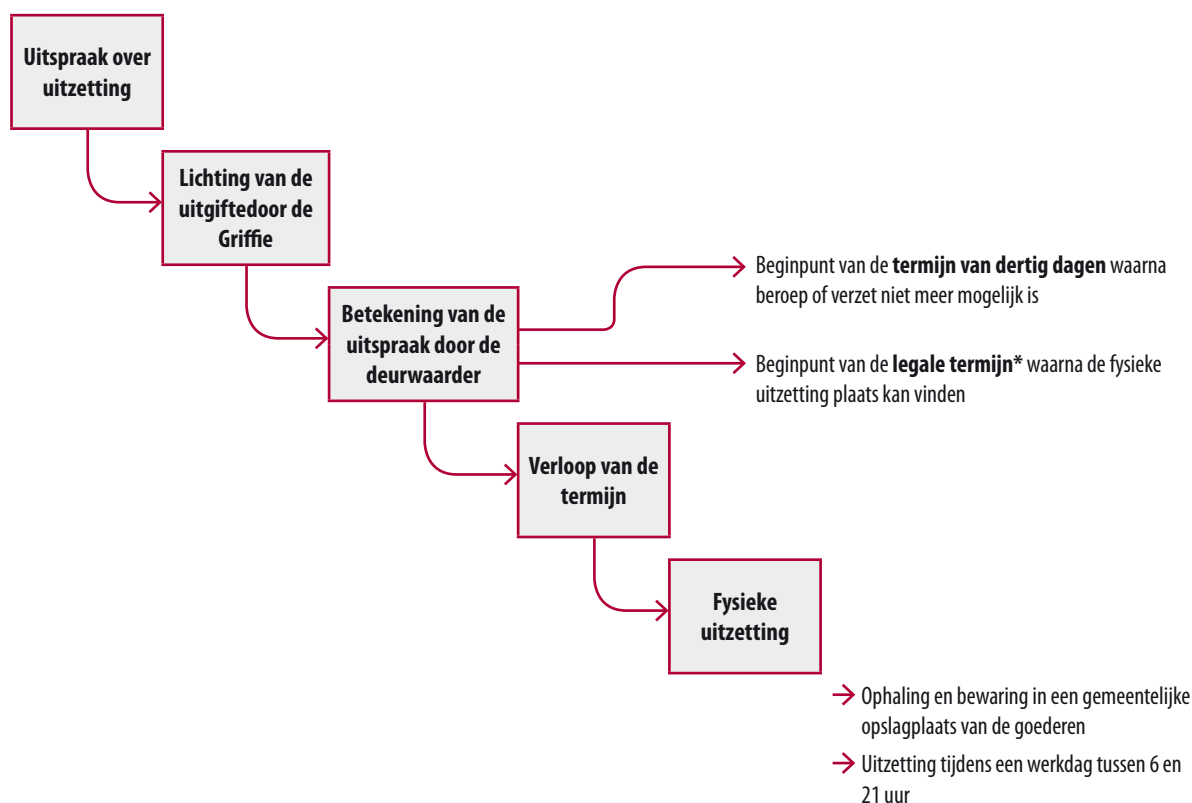 Uitspraak over
uitzetting
Lichting van de
uitgiftedoor de
Griffie
Betekening van de
uitspraak door de
deurwaarder
Beginpunt van de termijn van dertig dagen waarna
beroep of verzet niet meer mogelijk is
Beginpunt van de legale termijn* waarna de fysieke
uitzetting plaats kan vinden
Verloop van de
termijn
Fysieke
uitzetting
Ophaling en bewaring in een gemeentelijke
opslagplaats van de goederen
Uitzetting tijdens een werkdag tussen 6 en
21 uur